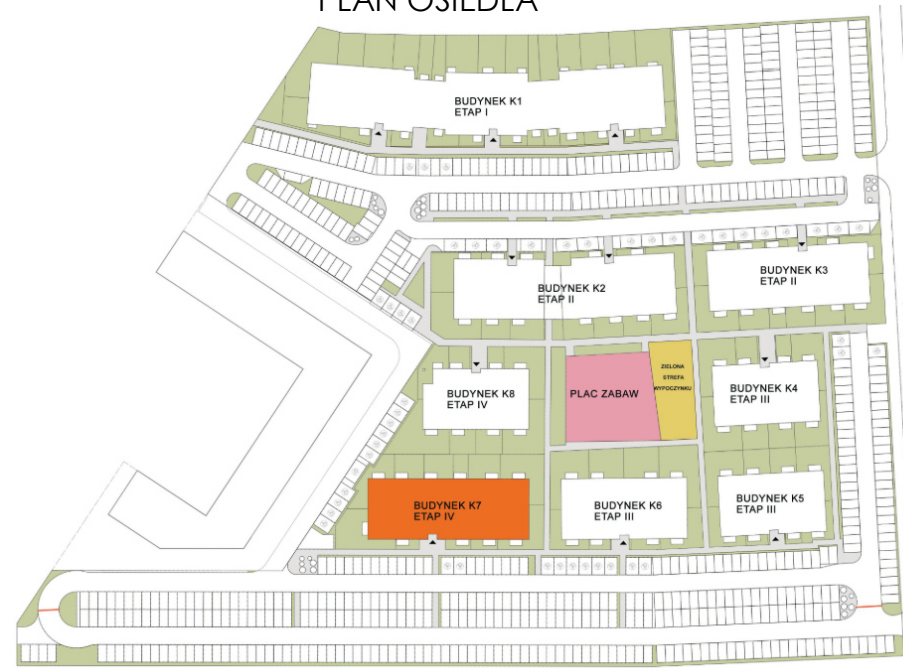 PLAN OSIEDLA
BUDYNEK K1
ETAP I
BUDYNEK K2
ETAP II
BUDYNEK K3
ETAP II
BUDYNEK K8
ETAP IV
PLAC ZABAW
ZIELONA
STREFA
WYPOCZYNKU
BUDYNEK K4
ETAP III
BUDYNEK K7
ETAP IV
BUDYNEK K6
ETAP III
BUDYNEK K5
ETAP III